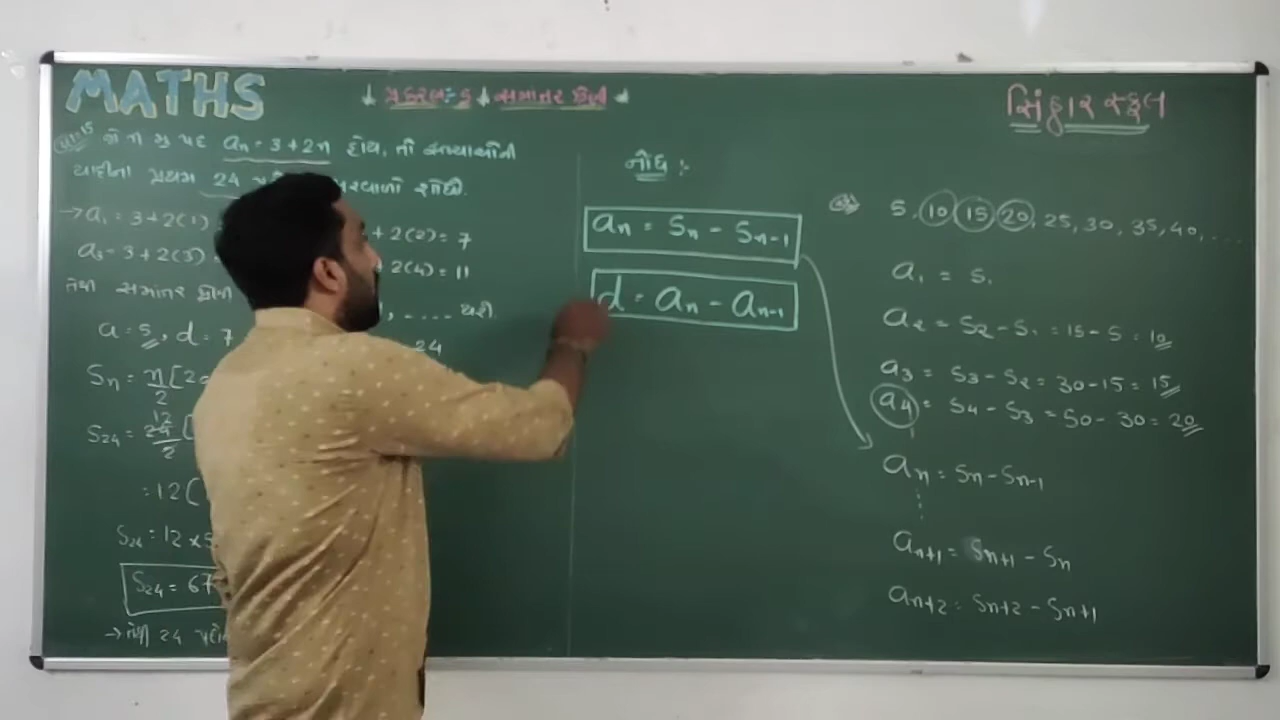 MATHS
પ્રકરણ:- 5 સમાંતર શ્રેણી
સિંહાર સ્કૂલ
પદ aₙ = 3 + 2n હોય, તો સંખ્યાઓની
યાદીના પ્રથમ 24 સરવાળો શોધો.
→ a₁ = 3 + 2(1) + 2(2) = 7
a₃ = 3 + 2(3) 2(4) = 11
તેથી સમાંતર શ્રેણી , .... થશે.
a = 5, d = 7
24
Sₙ = n/2 [2a
S₂₄ = 24/2 [
12
= 12 (
S₂₄ = 12 × 5
S₂₄ = 67
→ તેથી 24
નોંધ :-
aₙ = Sₙ - Sₙ₋₁
d = aₙ - aₙ₋₁
5, 10, 15, 20, 25, 30, 35, 40, ....
a₁ = S₁
a₂ = S₂ - S₁ = 15 - 5 = 10
a₃ = S₃ - S₂ = 30 - 15 = 15
a₄ = S₄ - S₃ = 50 - 30 = 20
aₙ = Sₙ - Sₙ₋₁
aₙ₊₁ = Sₙ₊₁ - Sₙ
aₙ₊₂ = Sₙ₊₂ - Sₙ₊₁